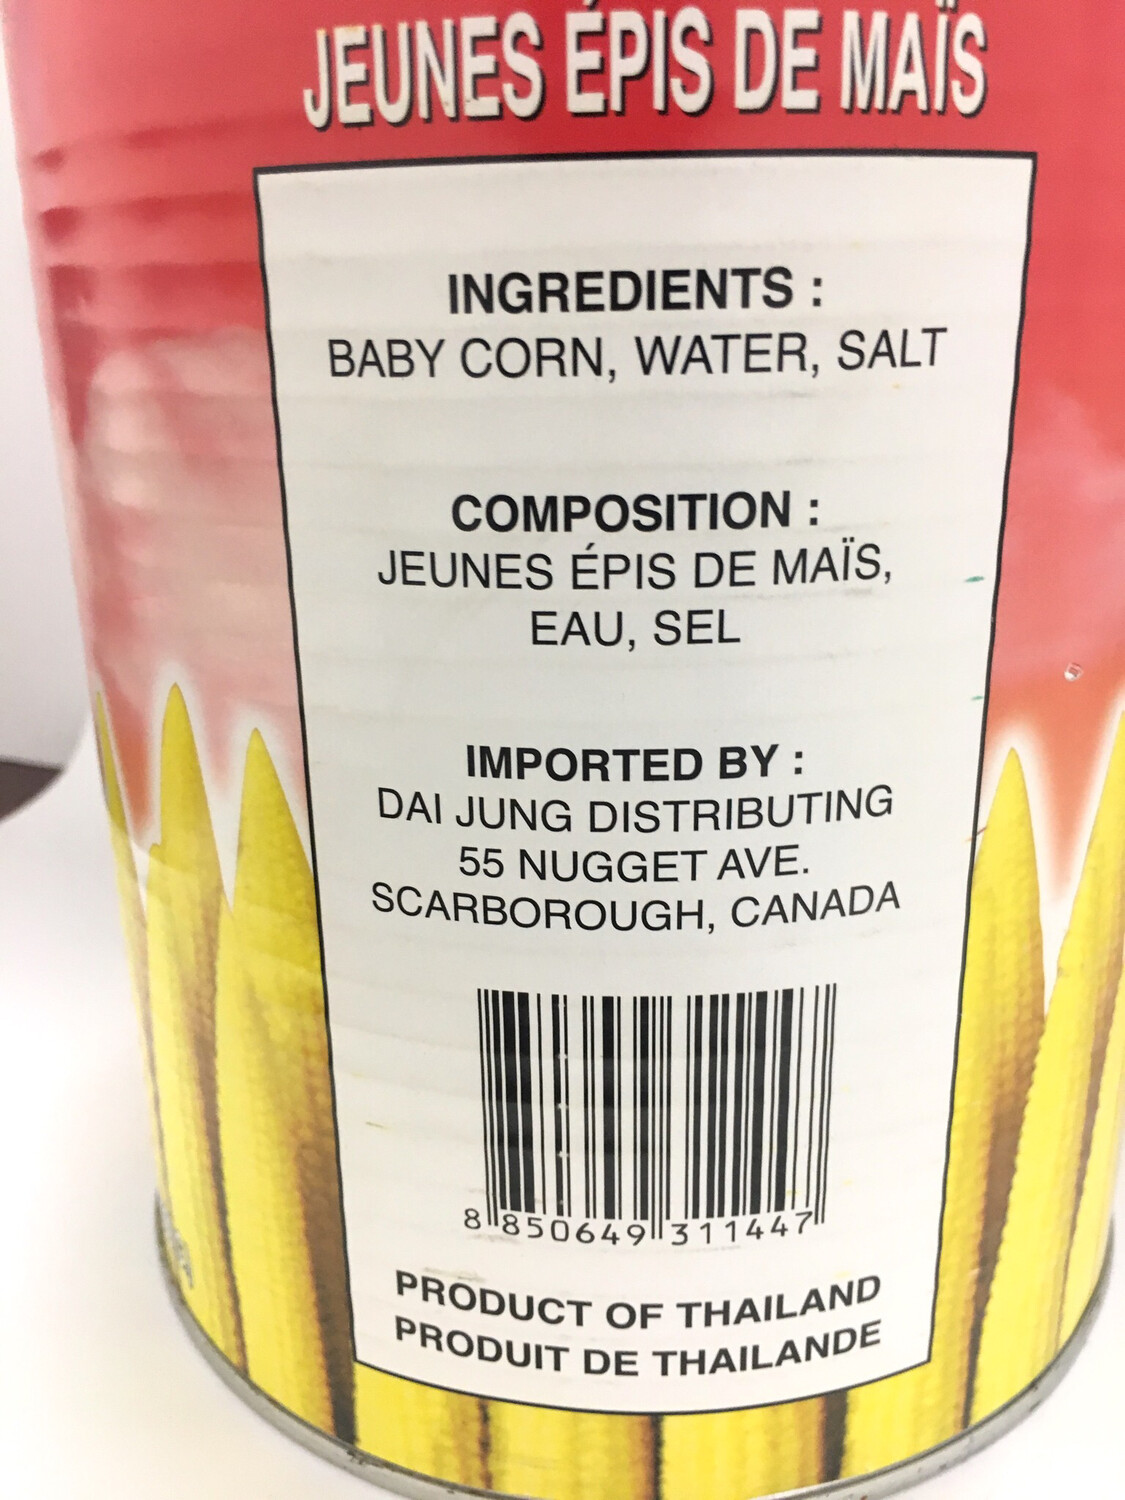 JEUNES ÉPIS DE MAÏS
INGREDIENTS :
BABY CORN, WATER, SALT
COMPOSITION :
JEUNES ÉPIS DE MAÏS,
EAU, SEL
IMPORTED BY :
DAI JUNG DISTRIBUTING
55 NUGGET AVE.
SCARBOROUGH, CANADA
8 850649 311447
PRODUCT OF THAILAND
PRODUIT DE THAILANDE